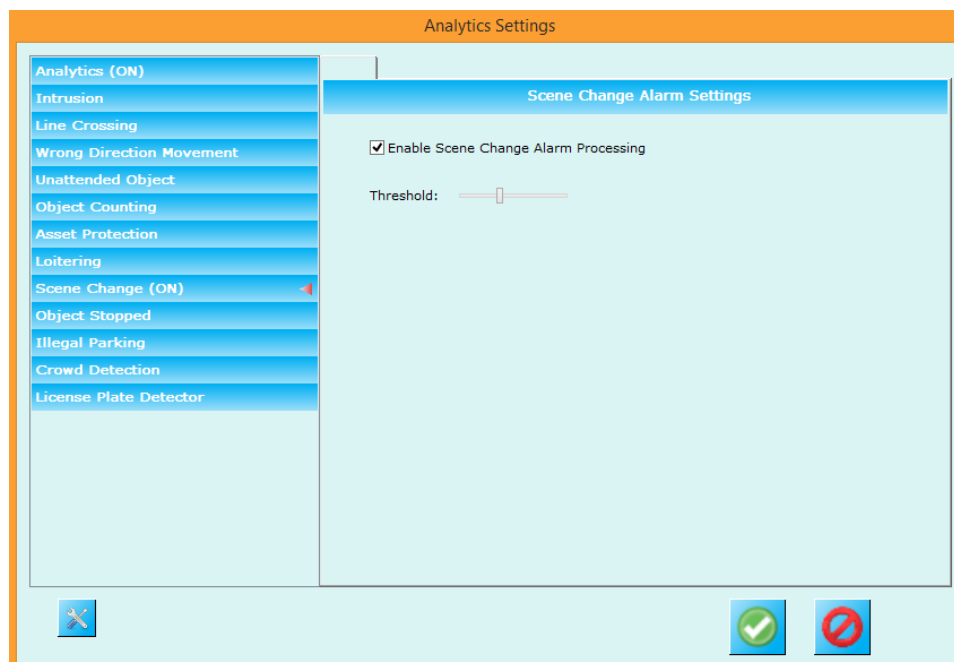 Analytics Settings
Analytics (ON)
Intrusion
Line Crossing
Wrong Direction Movement
Unattended Object
Object Counting
Asset Protection
Loitering
Scene Change (ON)
Object Stopped
Illegal Parking
Crowd Detection
License Plate Detector
Scene Change Alarm Settings
Enable Scene Change Alarm Processing
Threshold: